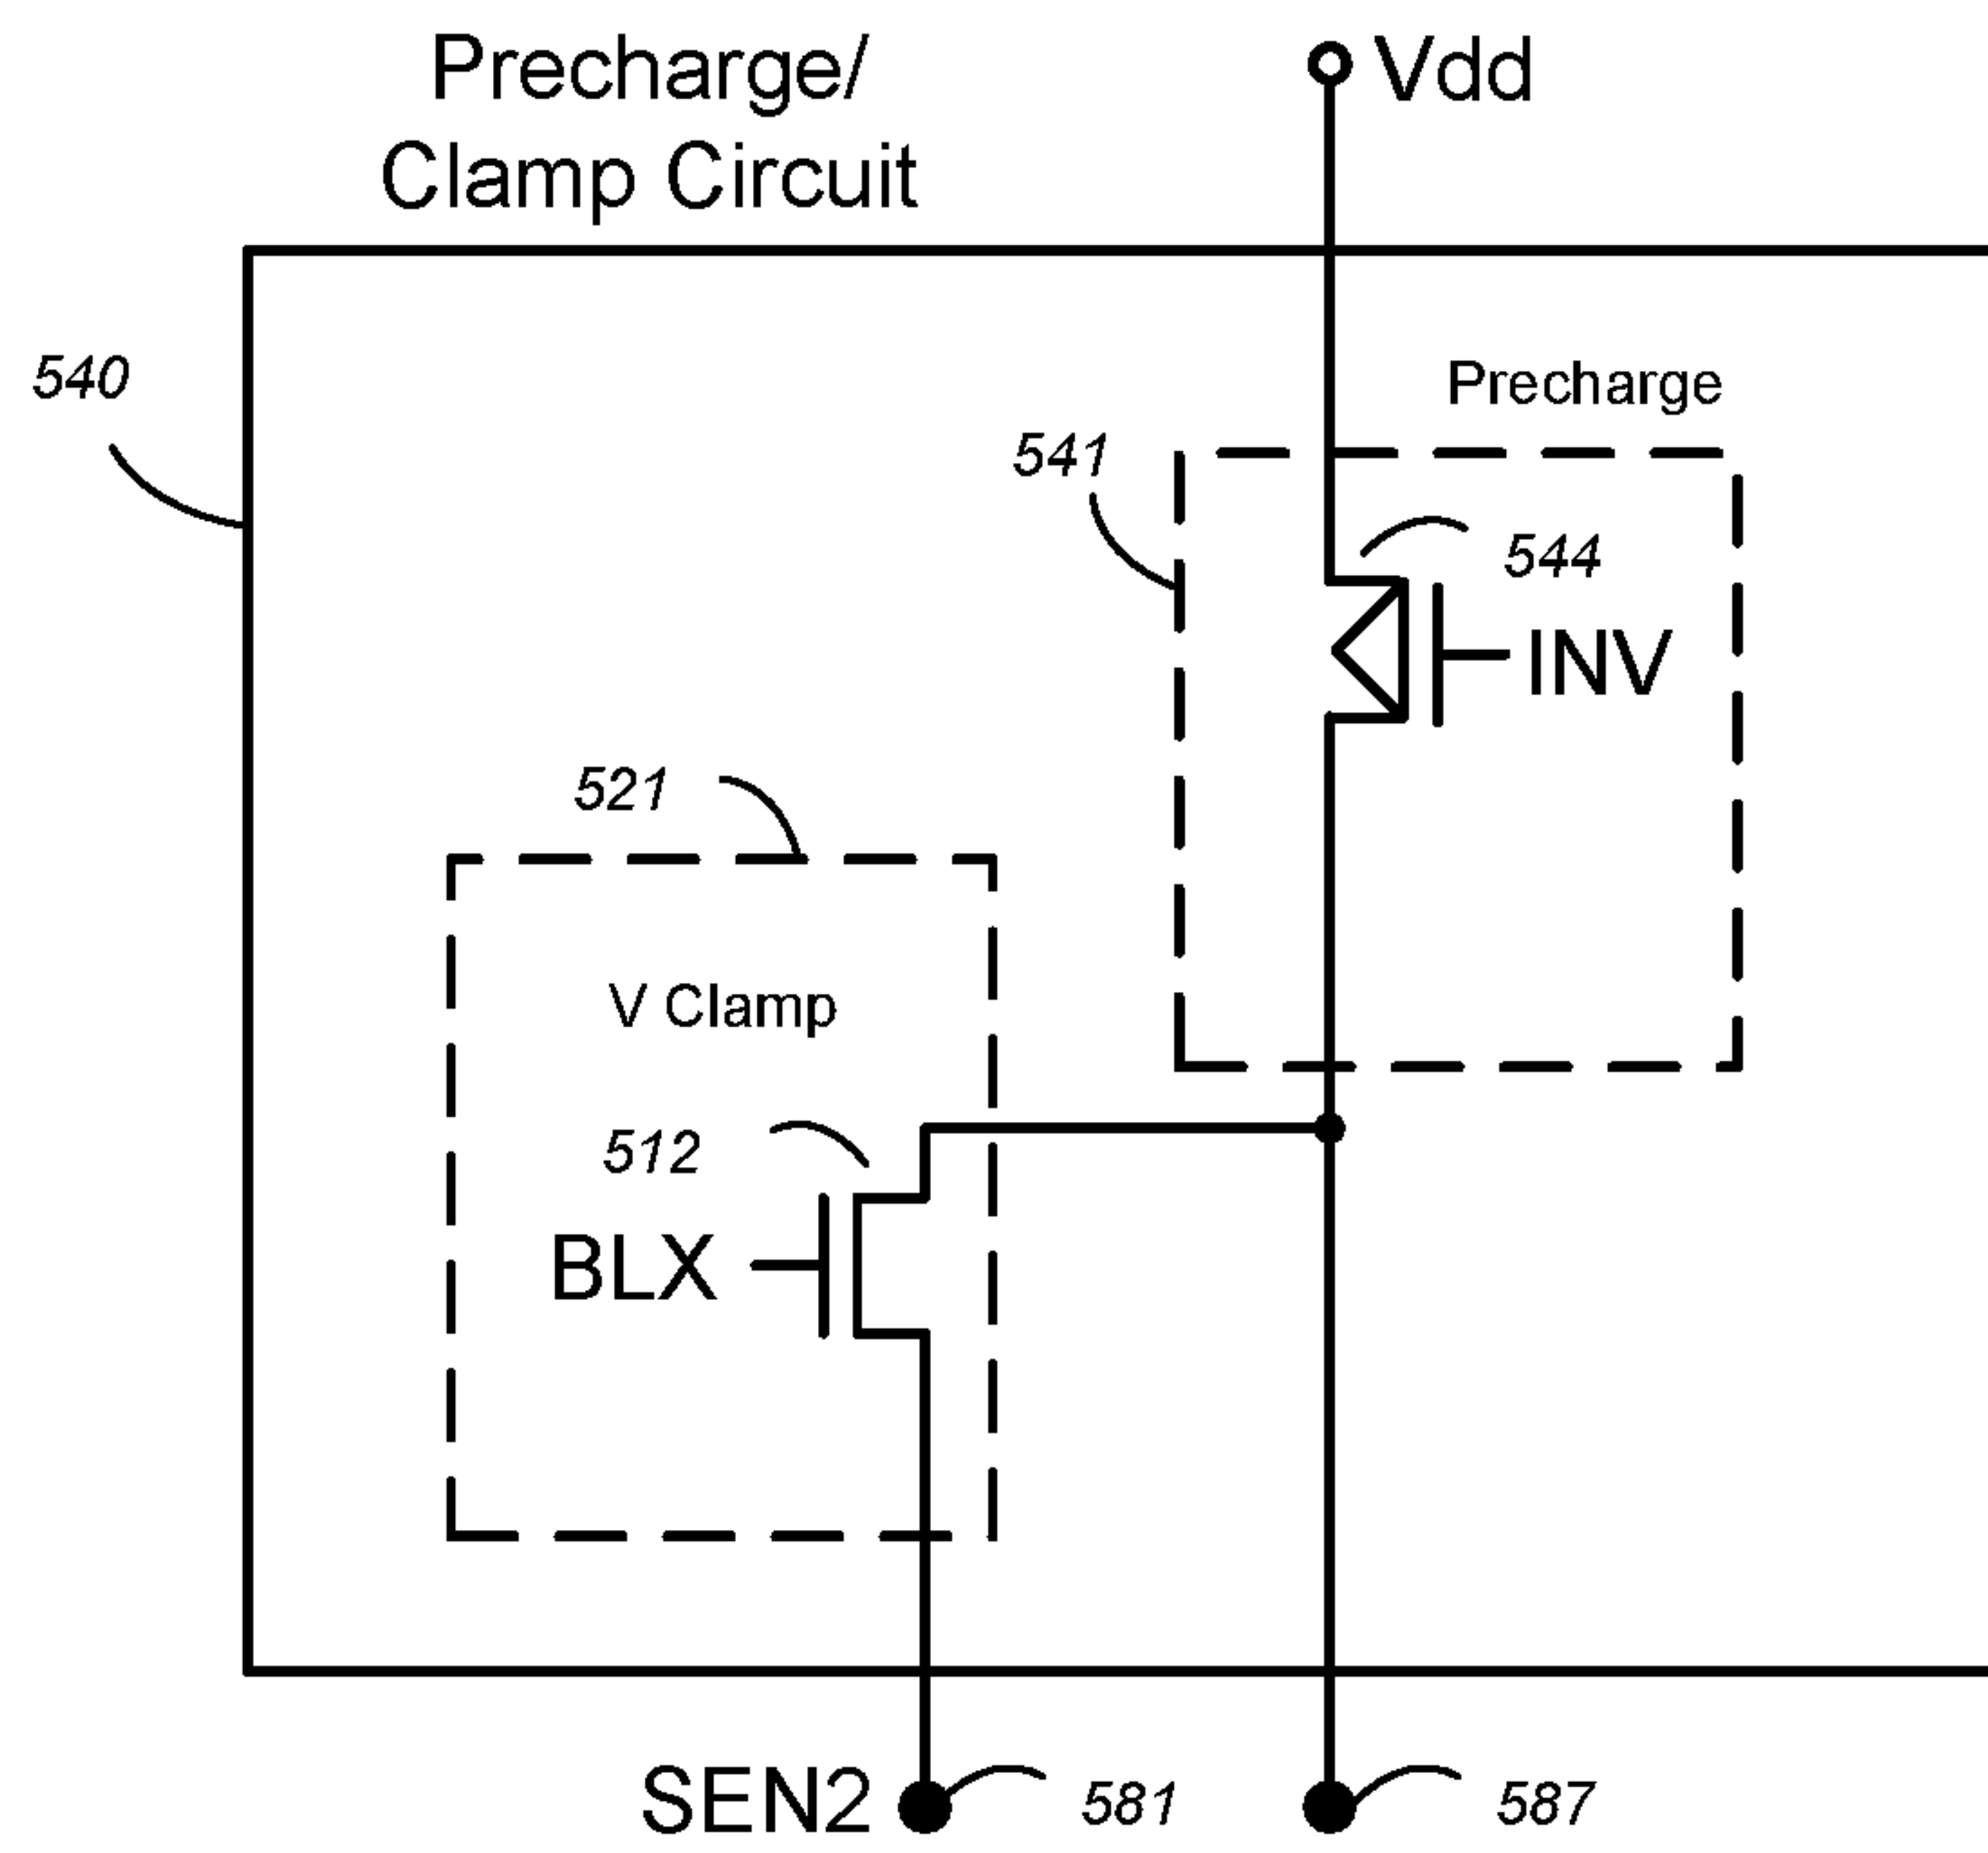 Precharge/
Clamp Circuit
Vdd
540
Precharge
541
544
INV
521
V Clamp
512
BLX
SEN2
581
587